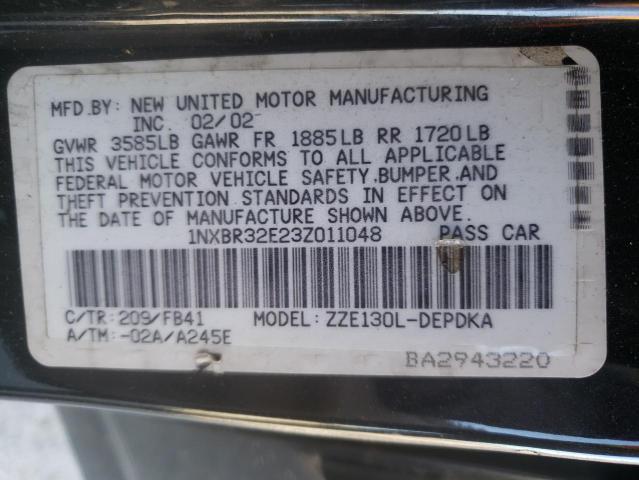 MFD.BY: NEW UNITED MOTOR MANUFACTURING
INC. 02/02
GVWR 3585LB GAWR FR 1885LB RR 1720LB
THIS VEHICLE CONFORMS TO ALL APPLICABLE
FEDERAL MOTOR VEHICLE SAFETY,BUMPER,AND
THEFT PREVENTION STANDARDS IN EFFECT ON
THE DATE OF MANUFACTURE SHOWN ABOVE.
1NXBR32E23Z011048 PASS CAR
C/TR: 209/FB41 MODEL: ZZE130L-DEPDKA
A/TM: -02A/A245E
BA2943220